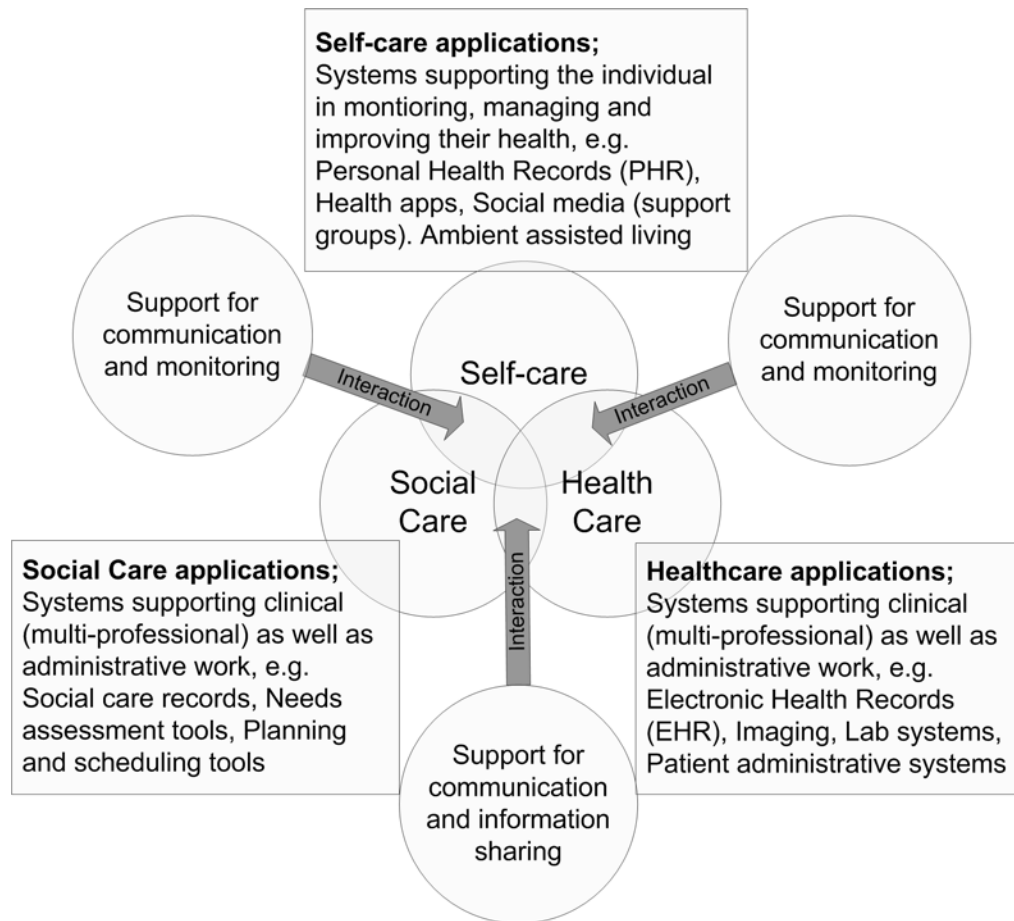 Self-care applications;
Systems supporting the individual
in montioring, managing and
improving their health, e.g.
Personal Health Records (PHR),
Health apps, Social media (support
groups). Ambient assisted living
Support for
communication
and monitoring
Support for
communication
and monitoring
Interaction
Self-care
Interaction
Social
Care
Health
Care
Interaction
Social Care applications;
Systems supporting clinical
(multi-professional) as well as
administrative work, e.g.
Social care records, Needs
assessment tools, Planning
and scheduling tools
Healthcare applications;
Systems supporting clinical
(multi-professional) as well as
administrative work, e.g.
Electronic Health Records
(EHR), Imaging, Lab systems,
Patient administrative systems
Support for
communication
and information
sharing